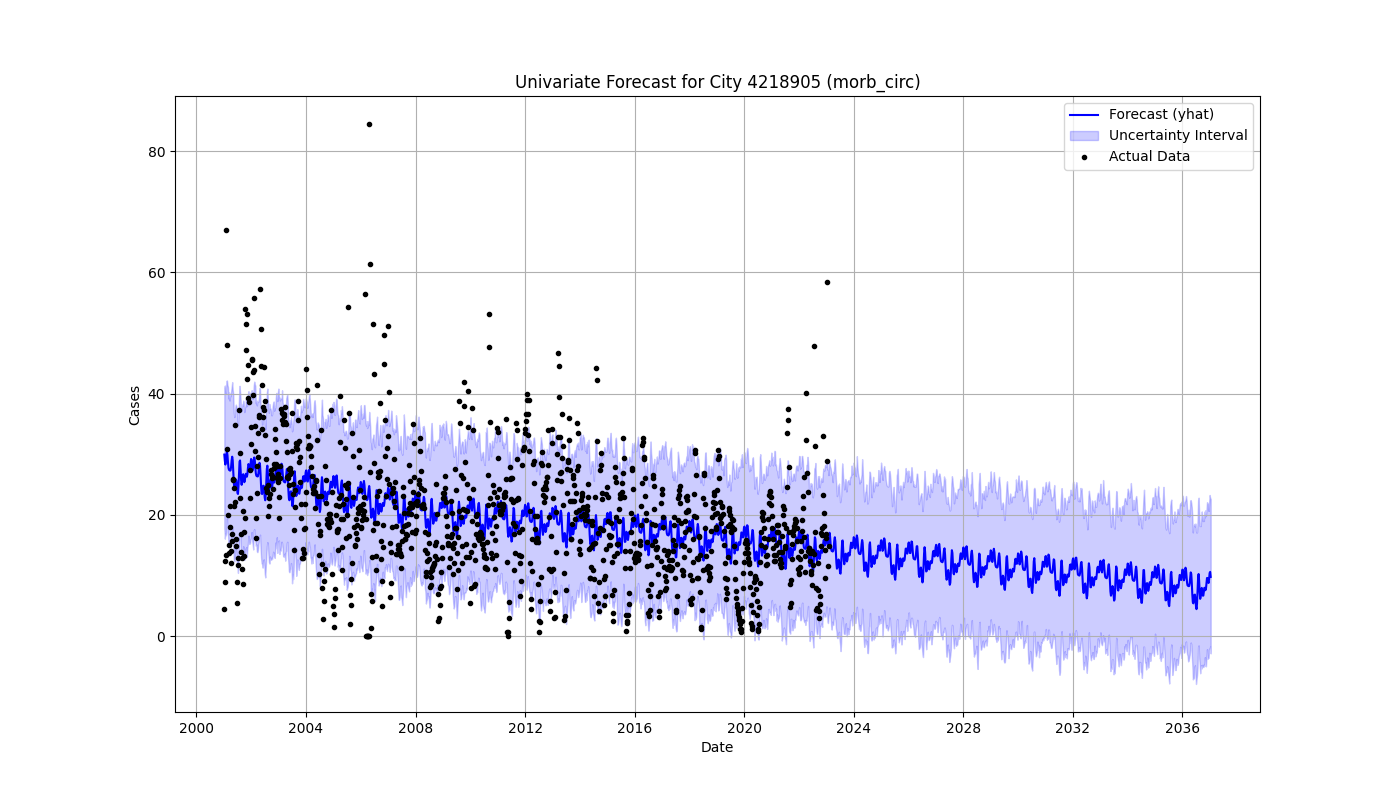 Univariate Forecast for City 4218905 (morb_circ)
Forecast (yhat)
Uncertainty Interval
Actual Data
Cases
80
60
40
20
0
2000 2004 2008 2012 2016 2020 2024 2028 2032 2036
Date